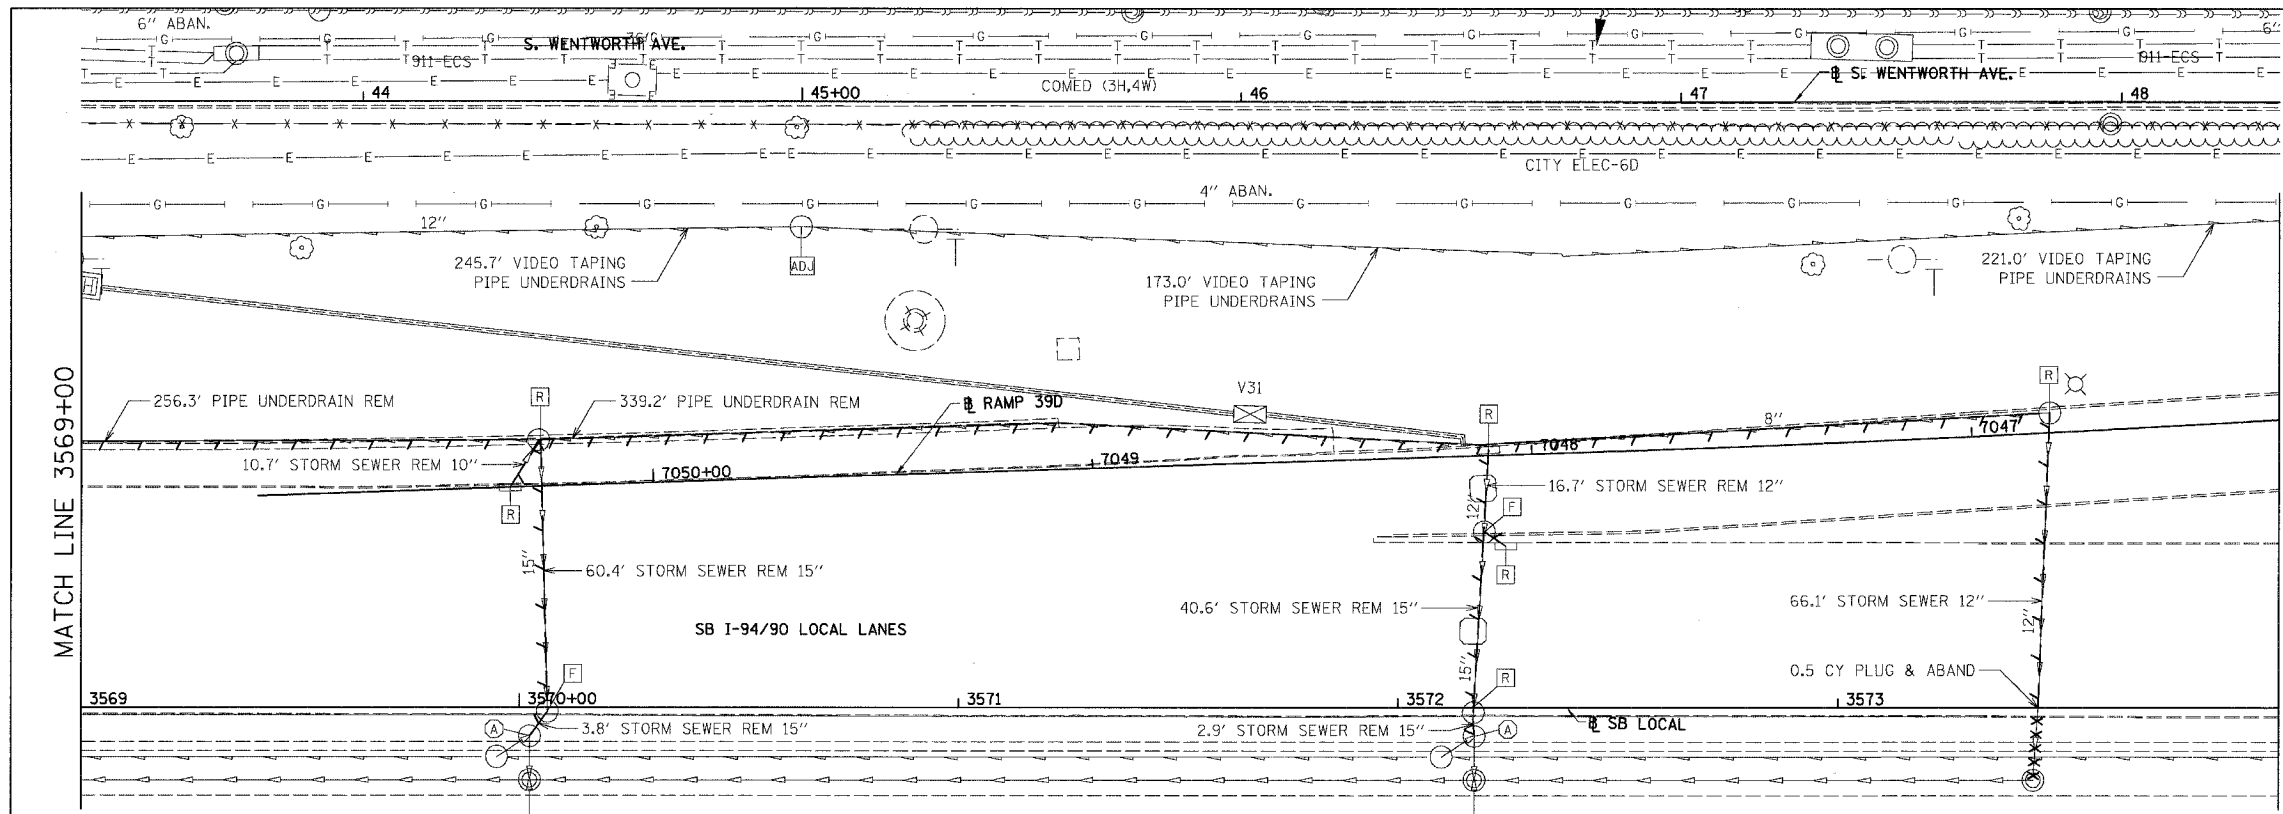 6" ABAN.
6"
G G G 36"G G G G G G G G G
S. WENTWORTH AVE.
911-ECS
911-ECS
S. WENTWORTH AVE.
COMED (3H,4W)
44
45+00
46
47
48
CITY ELEC-6D
4" ABAN.
12"
ADJ
245.7' VIDEO TAPING
PIPE UNDERDRAINS
173.0' VIDEO TAPING
PIPE UNDERDRAINS
221.0' VIDEO TAPING
PIPE UNDERDRAINS
H
MATCH LINE 3569+00
V31
256.3' PIPE UNDERDRAIN REM
R
339.2' PIPE UNDERDRAIN REM
RAMP 39D
R
R
8"
7047
7048
7049
7050+00
10.7' STORM SEWER REM 10"
R
16.7' STORM SEWER REM 12"
12"
F
R
15"
60.4' STORM SEWER REM 15"
40.6' STORM SEWER REM 15"
66.1' STORM SEWER 12"
12"
SB I-94/90 LOCAL LANES
15"
0.5 CY PLUG & ABAND
F
R
3569
3570+00
3571
3572
3573
A
3.8' STORM SEWER REM 15"
2.9' STORM SEWER REM 15"
A
SB LOCAL